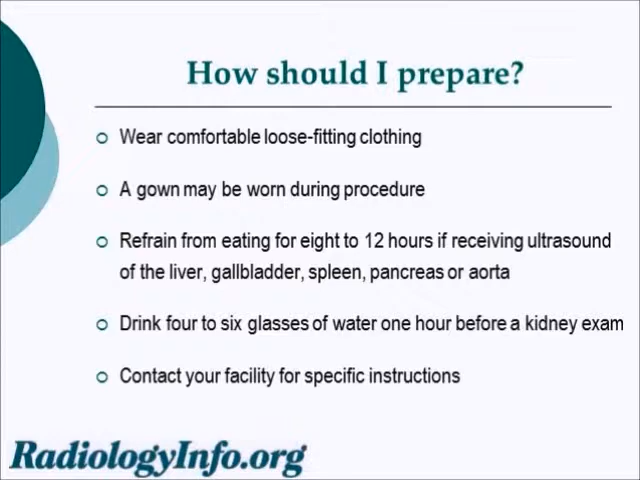 How should I prepare?
Wear comfortable loose-fitting clothing
A gown may be worn during procedure
Refrain from eating for eight to 12 hours if receiving ultrasound
of the liver, gallbladder, spleen, pancreas or aorta
Drink four to six glasses of water one hour before a kidney exam
Contact your facility for specific instructions
RadiologyInfo.org